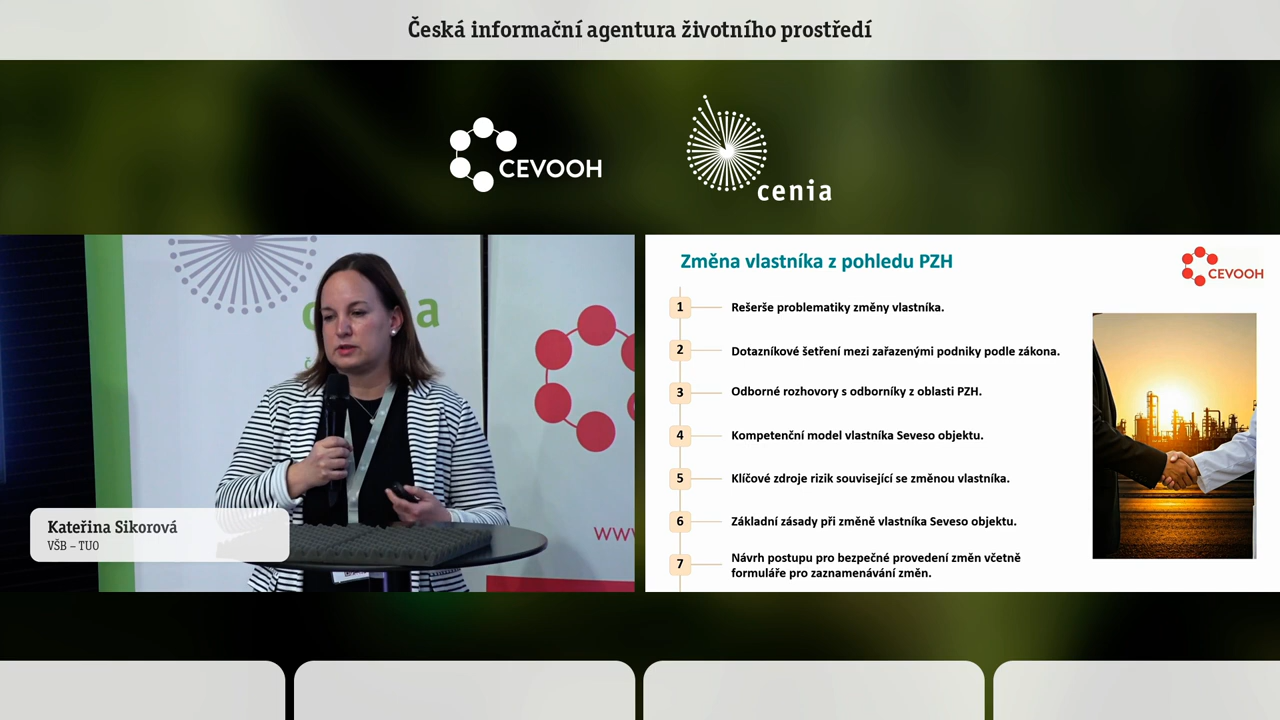 Česká informační agentura životního prostředí
CEVOOH
cenia
Kateřina Sikorová
VŠB – TUO
www
Změna vlastníka z pohledu PZH
CEVOOH
1 Rešerše problematiky změny vlastníka.
2 Dotazníkové šetření mezi zařazenými podniky podle zákona.
3 Odborné rozhovory s odborníky z oblasti PZH.
4 Kompetenční model vlastníka Seveso objektu.
5 Klíčové zdroje rizik související se změnou vlastníka.
6 Základní zásady při změně vlastníka Seveso objektu.
7 Návrh postupu pro bezpečné provedení změn včetně
formuláře pro zaznamenávání změn.